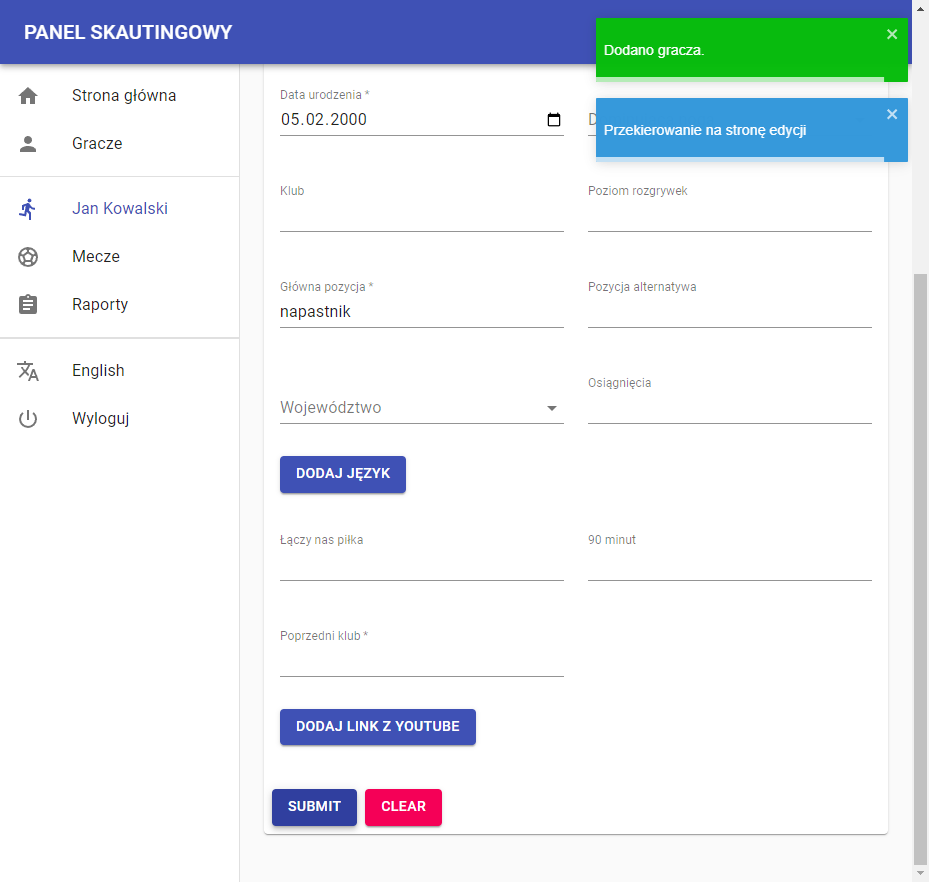 PANEL SKAUTINGOWY
Dodano gracza.
Przekierowanie na stronę edycji
Strona główna
Gracze
Jan Kowalski
Mecze
Raporty
English
Wyloguj
Data urodzenia *
05.02.2000
Klub
Poziom rozgrywek
Główna pozycja *
napastnik
Pozycja alternatywa
Województwo
Osiągnięcia
DODAJ JĘZYK
Łączy nas piłka
90 minut
Poprzedni klub *
DODAJ LINK Z YOUTUBE
SUBMIT
CLEAR